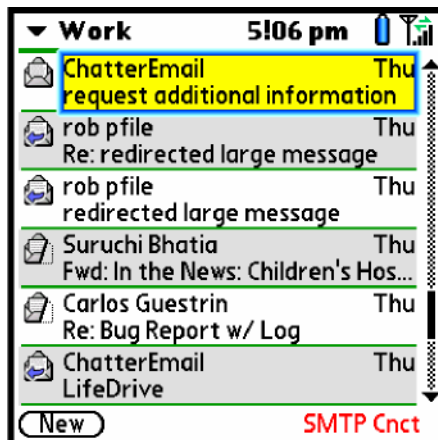 Work 5:06 pm
ChatterEmail Thu
request additional information
rob pfile Thu
Re: redirected large message
rob pfile Thu
redirected large message
Suruchi Bhatia Thu
Fwd: In the News: Children's Hos...
Carlos Guestrin Thu
Re: Bug Report w/ Log
ChatterEmail Thu
LifeDrive
New SMTP Cnct